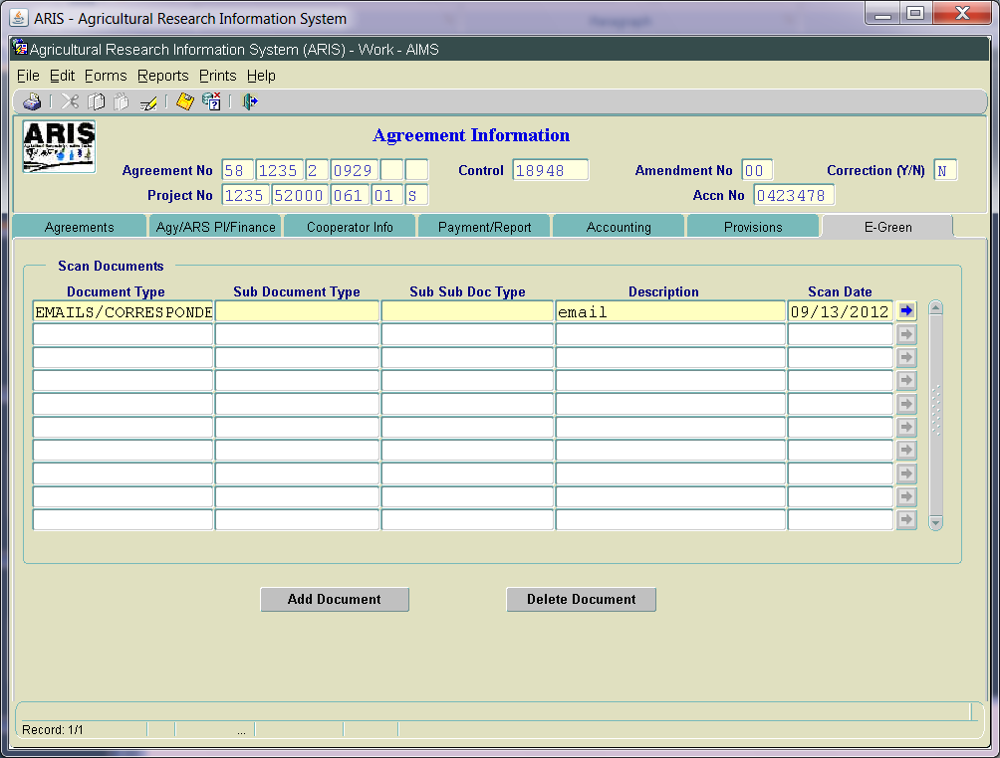 ARIS - Agricultural Research Information System
Agricultural Research Information System (ARIS) - Work - AIMS
File Edit Forms Reports Prints Help
ARIS
Agreement Information
Agreement No 58 1235 2 0929 Control 18948 Amendment No 00 Correction (Y/N) N
Project No 1235 52000 061 01 S Accn No 0423478
Agreements Agy/ARS PI/Finance Cooperator Info Payment/Report Accounting Provisions E-Green
Scan Documents
Document Type Sub Document Type Sub Sub Doc Type Description Scan Date
EMAILS/CORRESPONDE email 09/13/2012
Add Document Delete Document
Record: 1/1 ...